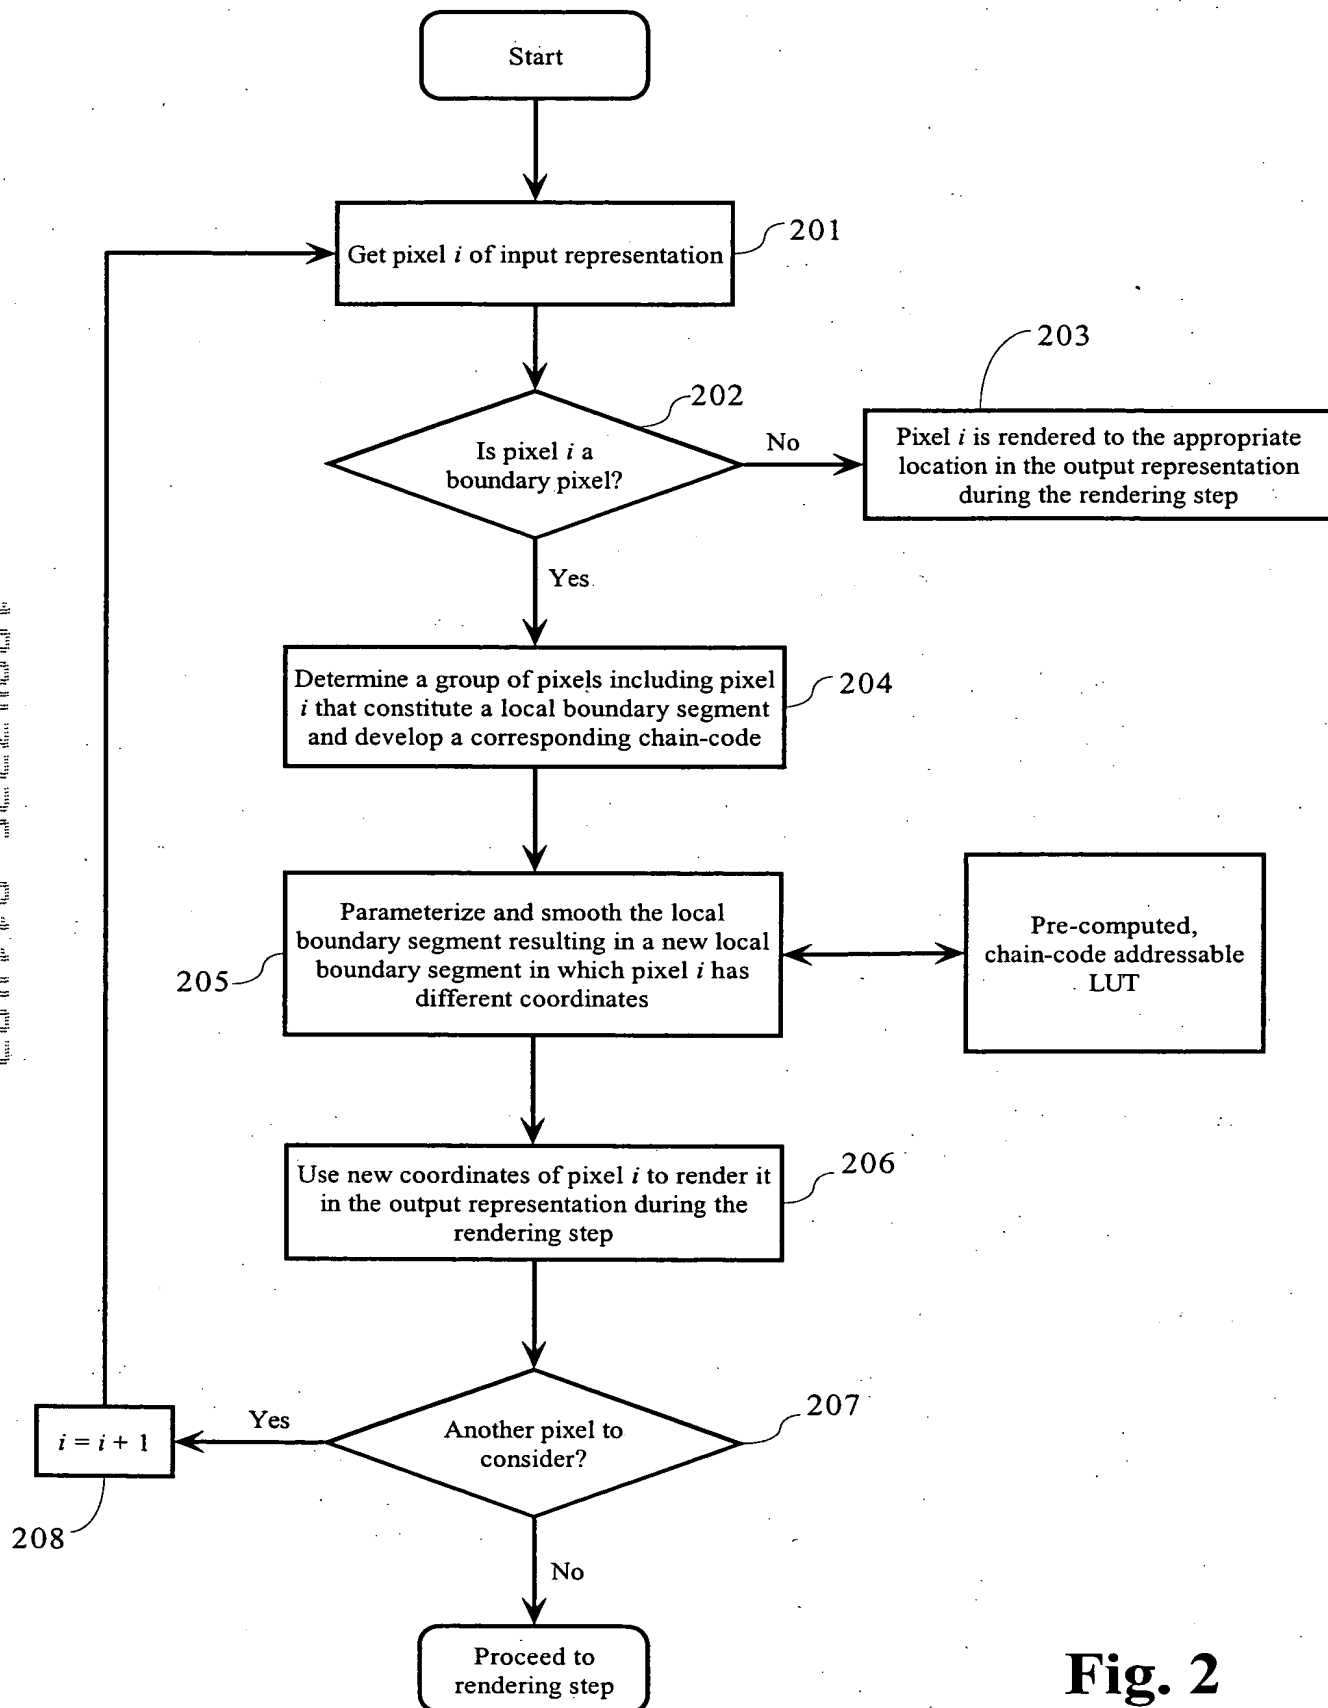 Start
Get pixel i of input representation
201
202
203
Is pixel i a
boundary pixel?
No
Pixel i is rendered to the appropriate
location in the output representation
during the rendering step
Yes
Determine a group of pixels including pixel
i that constitute a local boundary segment
and develop a corresponding chain-code
204
Parameterize and smooth the local
boundary segment resulting in a new local
boundary segment in which pixel i has
different coordinates
205
Pre-computed,
chain-code addressable
LUT
Use new coordinates of pixel i to render it
in the output representation during the
rendering step
206
Another pixel to
consider?
207
Yes
i = i + 1
208
No
Proceed to
rendering step
Fig. 2